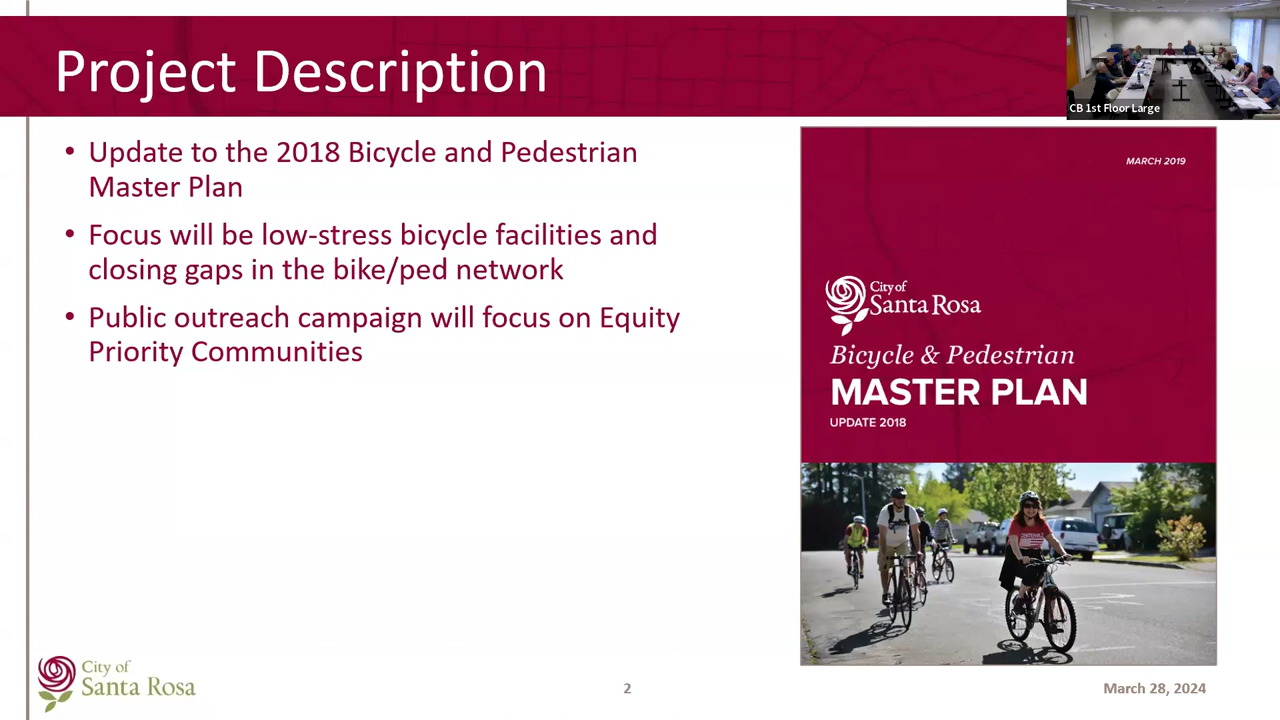 Project Description
CB 1st Floor Large
• Update to the 2018 Bicycle and Pedestrian
Master Plan
• Focus will be low-stress bicycle facilities and
closing gaps in the bike/ped network
• Public outreach campaign will focus on Equity
Priority Communities
MARCH 2019
City of
Santa Rosa
Bicycle & Pedestrian
MASTER PLAN
UPDATE 2018
City of
Santa Rosa
2
March 28, 2024